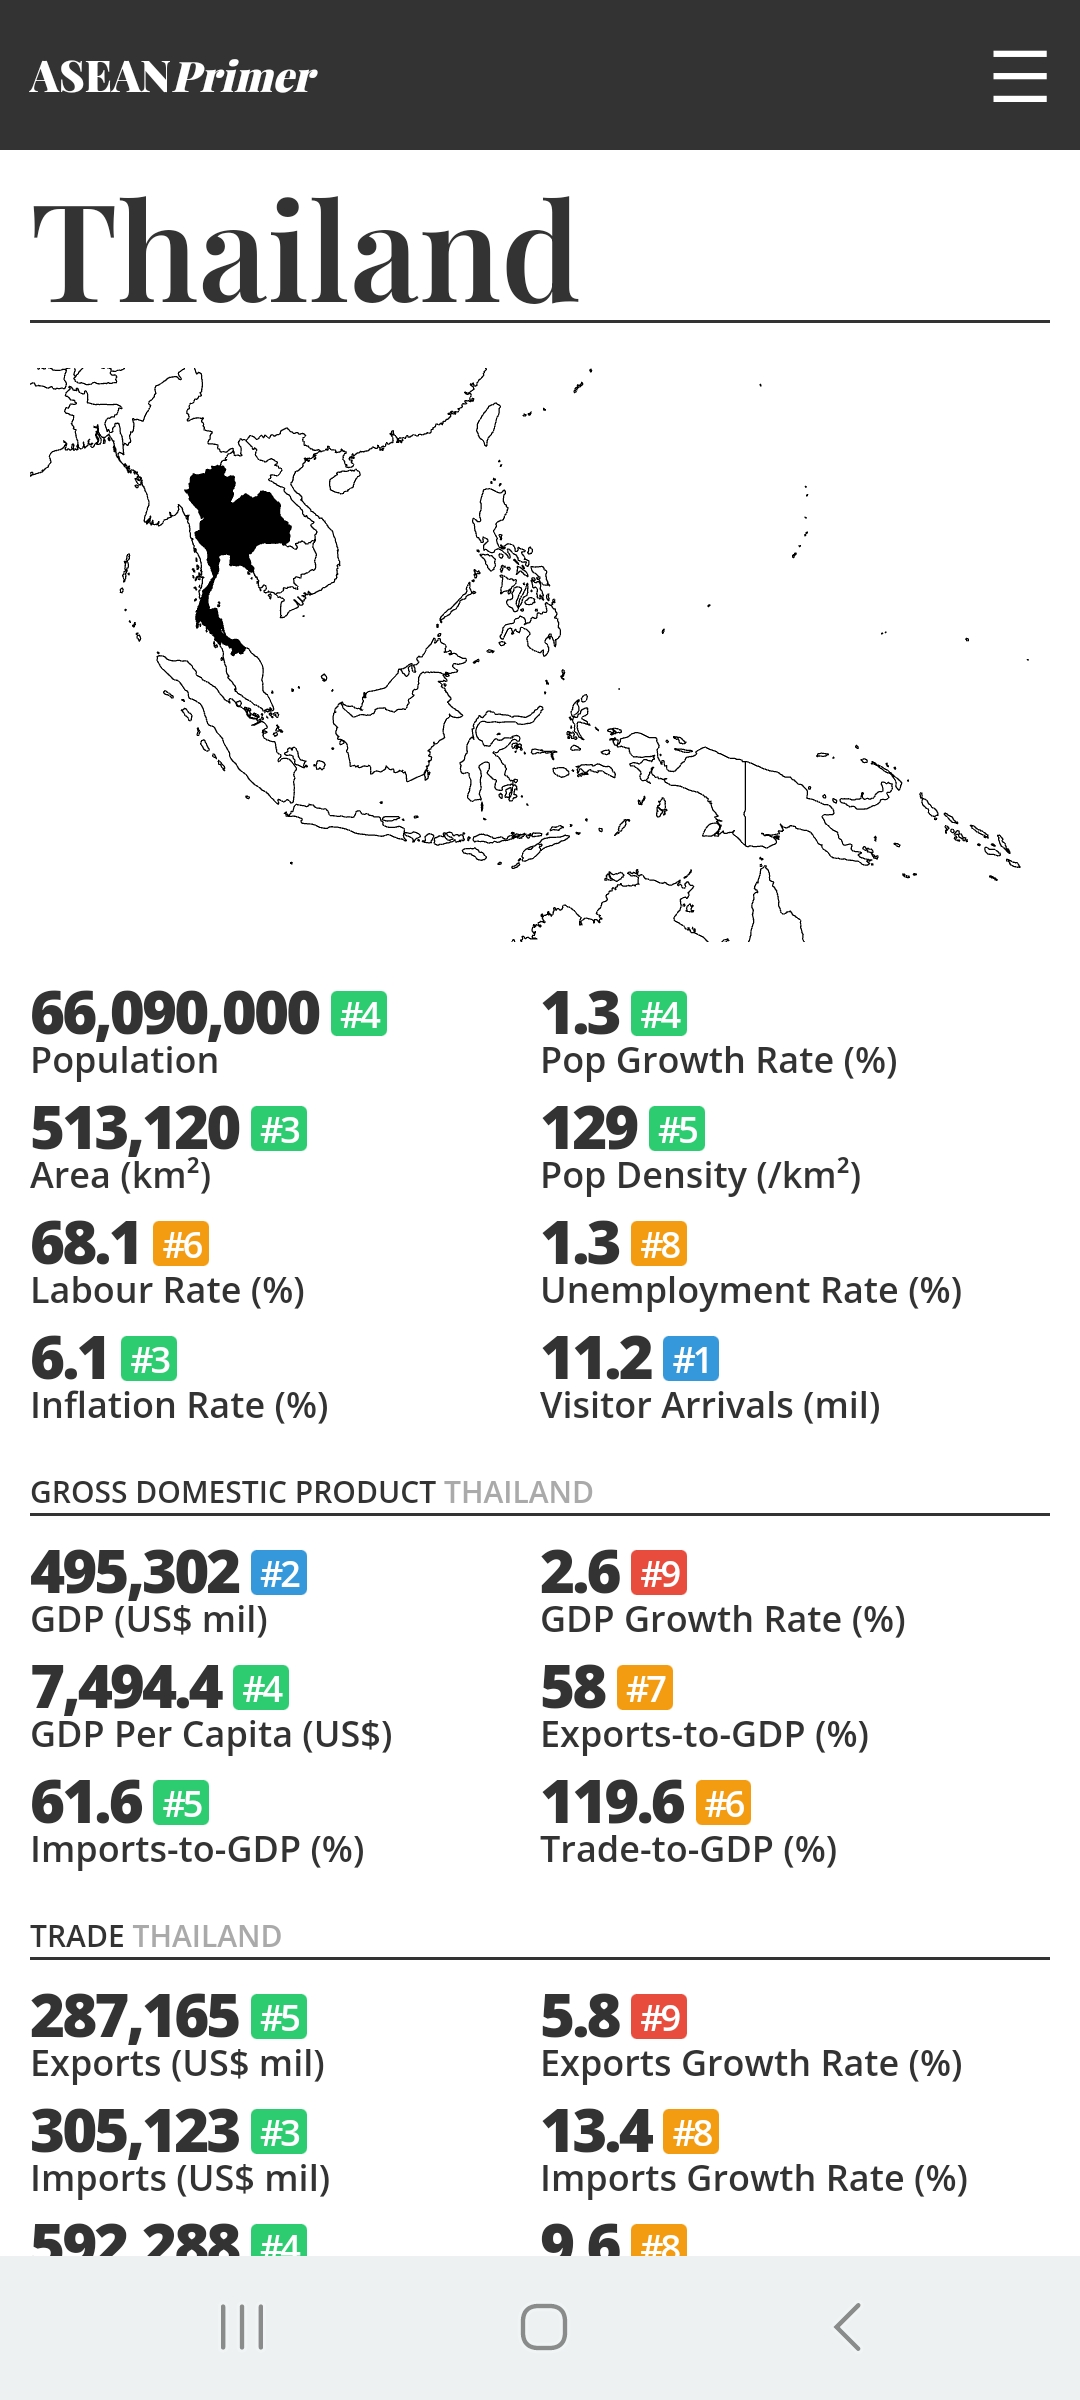 ASEANPrimer
Thailand
66,090,000 #4
Population
1.3 #4
Pop Growth Rate (%)
513,120 #3
Area (km²)
129 #5
Pop Density (/km²)
68.1 #6
Labour Rate (%)
1.3 #8
Unemployment Rate (%)
6.1 #3
Inflation Rate (%)
11.2 #1
Visitor Arrivals (mil)
GROSS DOMESTIC PRODUCT THAILAND
495,302 #2
GDP (US$ mil)
2.6 #9
GDP Growth Rate (%)
7,494.4 #4
GDP Per Capita (US$)
58 #7
Exports-to-GDP (%)
61.6 #5
Imports-to-GDP (%)
119.6 #6
Trade-to-GDP (%)
TRADE THAILAND
287,165 #5
Exports (US$ mil)
5.8 #9
Exports Growth Rate (%)
305,123 #3
Imports (US$ mil)
13.4 #8
Imports Growth Rate (%)
592,288 #4
9.6 #8